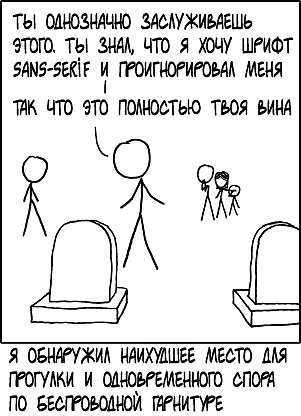 ТЫ ОДНОЗНАЧНО ЗАСЛУЖИВАЕШЬ
ЭТОГО. ТЫ ЗНАЛ, ЧТО Я ХОЧУ ШРИФТ
SANS-SERIF И ПРОИГНОРИРОВАЛ МЕНЯ
ТАК ЧТО ЭТО ПОЛНОСТЬЮ ТВОЯ ВИНА
Я ОБНАРУЖИЛ НАИХУДШЕЕ МЕСТО ДЛЯ
ПРОГУЛКИ И ОДНОВРЕМЕННОГО СПОРА
ПО БЕСПРОВОДНОЙ ГАРНИТУРЕ